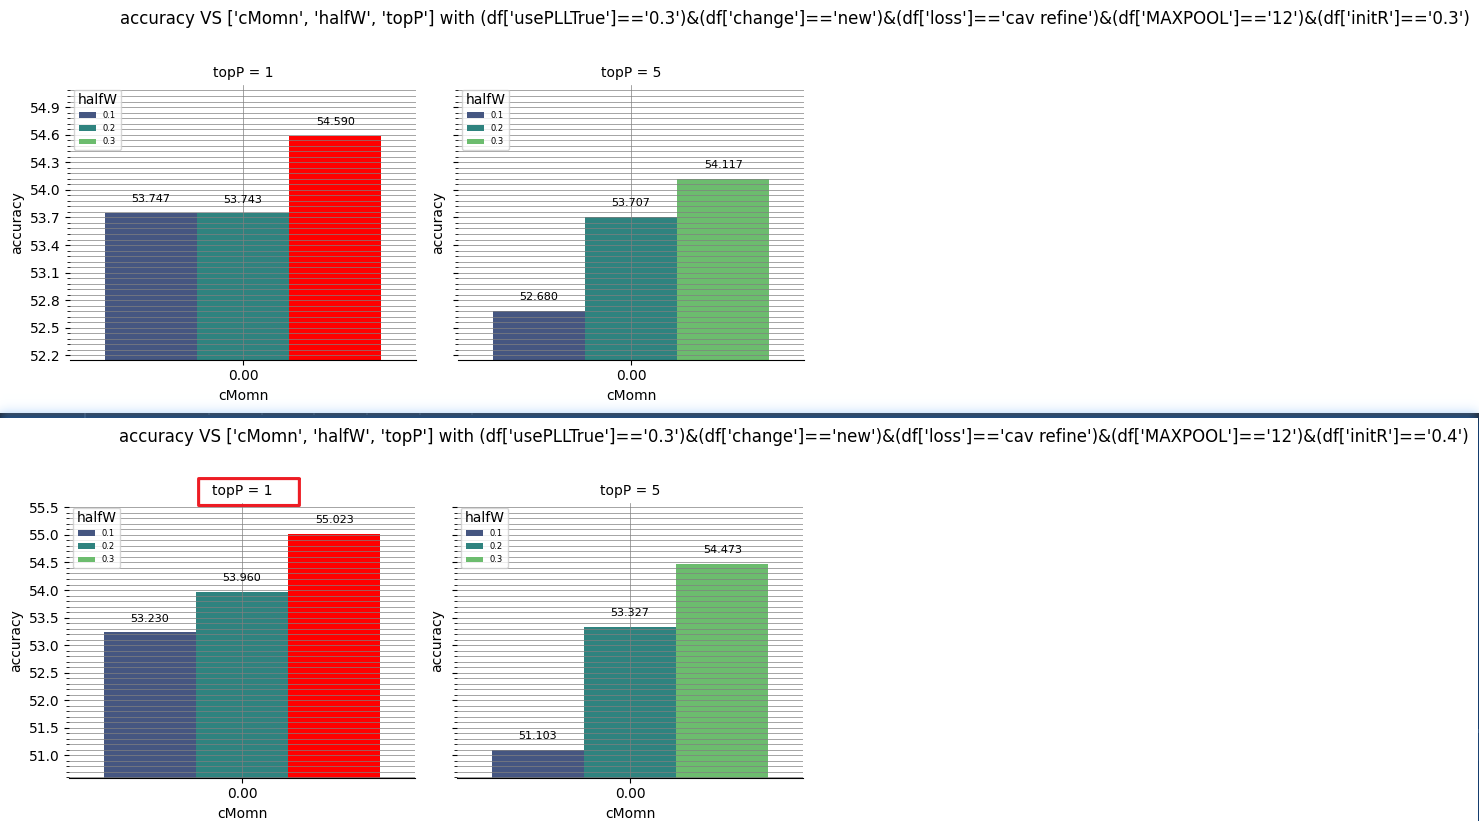 accuracy VS ['cMomn', 'halfW', 'topP'] with (df['usePLLTrue']=='0.3')&(df['change']=='new')&(df['loss']=='cav refine')&(df['MAXPOOL']=='12')&(df['initR']=='0.3')
topP = 1
halfW
0.1
0.2
0.3
54.9
54.6
54.3
54.0
53.7
53.4
53.1
52.8
52.5
52.2
accuracy
53.747
53.743
54.590
0.00
cMomn
topP = 5
halfW
0.1
0.2
0.3
accuracy
52.680
53.707
54.117
0.00
cMomn
accuracy VS ['cMomn', 'halfW', 'topP'] with (df['usePLLTrue']=='0.3')&(df['change']=='new')&(df['loss']=='cav refine')&(df['MAXPOOL']=='12')&(df['initR']=='0.4')
topP = 1
halfW
0.1
0.2
0.3
55.5
55.0
54.5
54.0
53.5
53.0
52.5
52.0
51.5
51.0
accuracy
53.230
53.960
55.023
0.00
cMomn
topP = 5
halfW
0.1
0.2
0.3
accuracy
51.103
53.327
54.473
0.00
cMomn